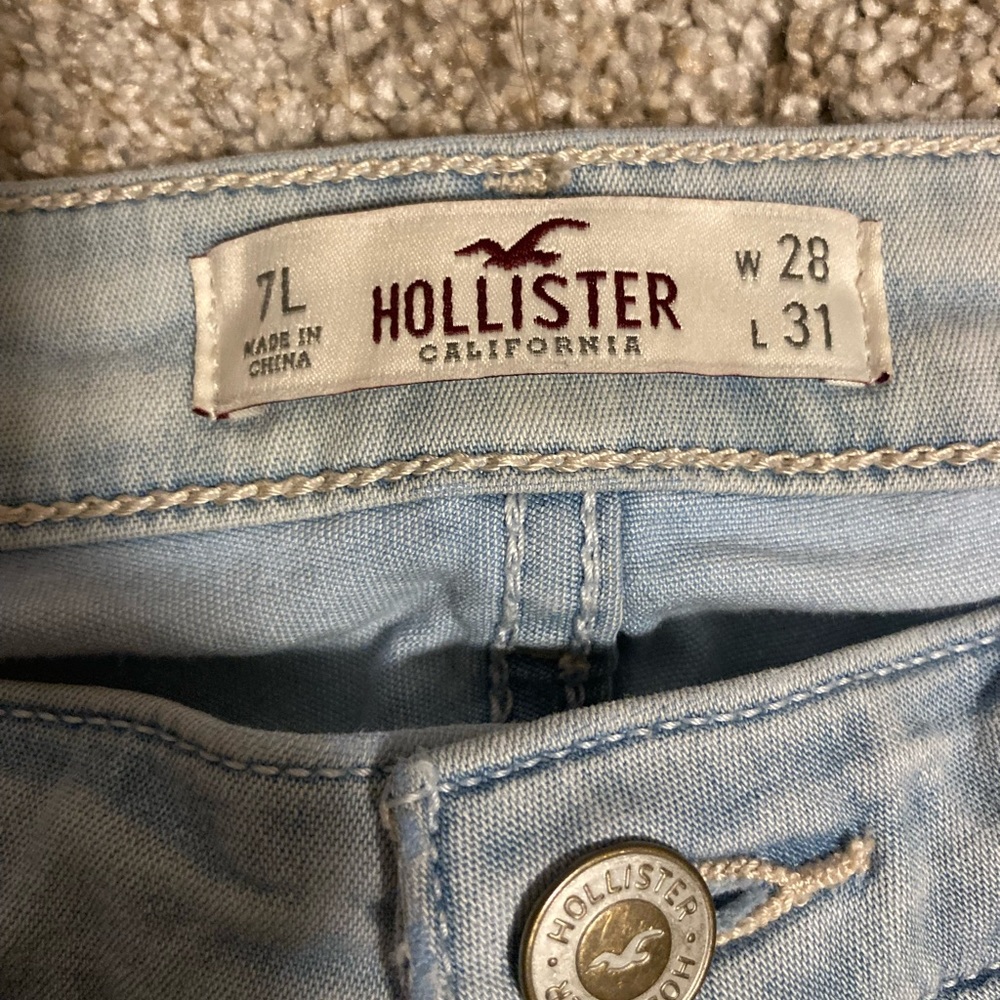 7L
MADE IN
CHINA
HOLLISTER
CALIFORNIA
W 28
L 31
HOLLISTER